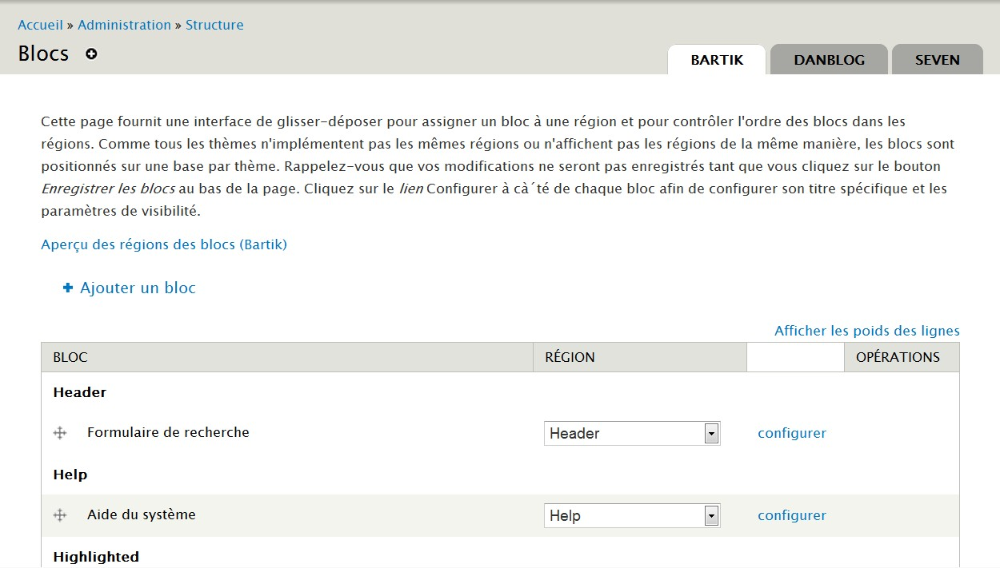 Accueil » Administration » Structure
Blocs
BARTIK
DANBLOG
SEVEN
Cette page fournit une interface de glisser-déposer pour assigner un bloc à une région et pour contrôler l'ordre des blocs dans les
régions. Comme tous les thèmes n'implémentent pas les mêmes régions ou n'affichent pas les régions de la même manière, les blocs sont
positionnés sur une base par thème. Rappelez-vous que vos modifications ne seront pas enregistrés tant que vous cliquez sur le bouton
Enregistrer les blocs au bas de la page. Cliquez sur le lien Configurer à cà´té de chaque bloc afin de configurer son titre spécifique et les
paramètres de visibilité.
Aperçu des régions des blocs (Bartik)
Ajouter un bloc
Afficher les poids des lignes
BLOC RÉGION OPÉRATIONS
Header
Formulaire de recherche Header configurer
Help
Aide du système Help configurer
Highlighted